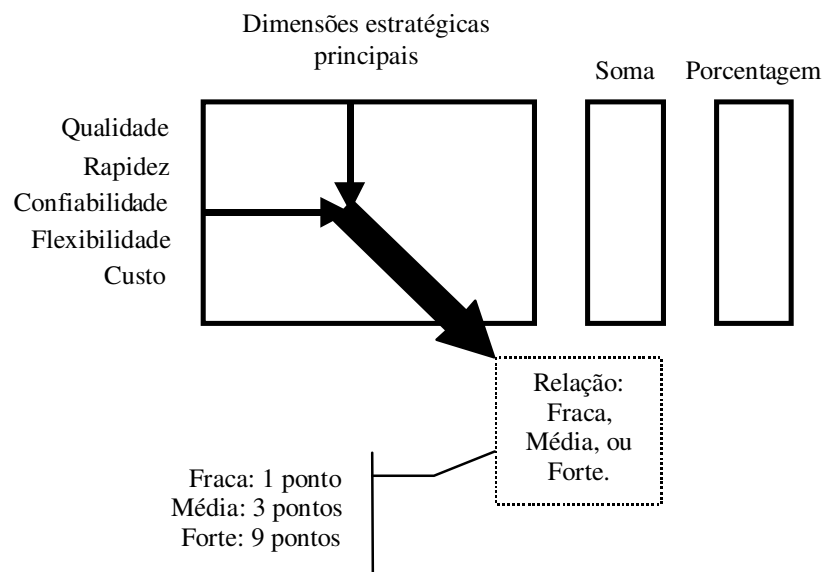 Dimensões estratégicas
principais
Soma
Porcentagem
Qualidade
Rapidez
Confiabilidade
Flexibilidade
Custo
Relação:
Fraca,
Média, ou
Forte.
Fraca: 1 ponto
Média: 3 pontos
Forte: 9 pontos